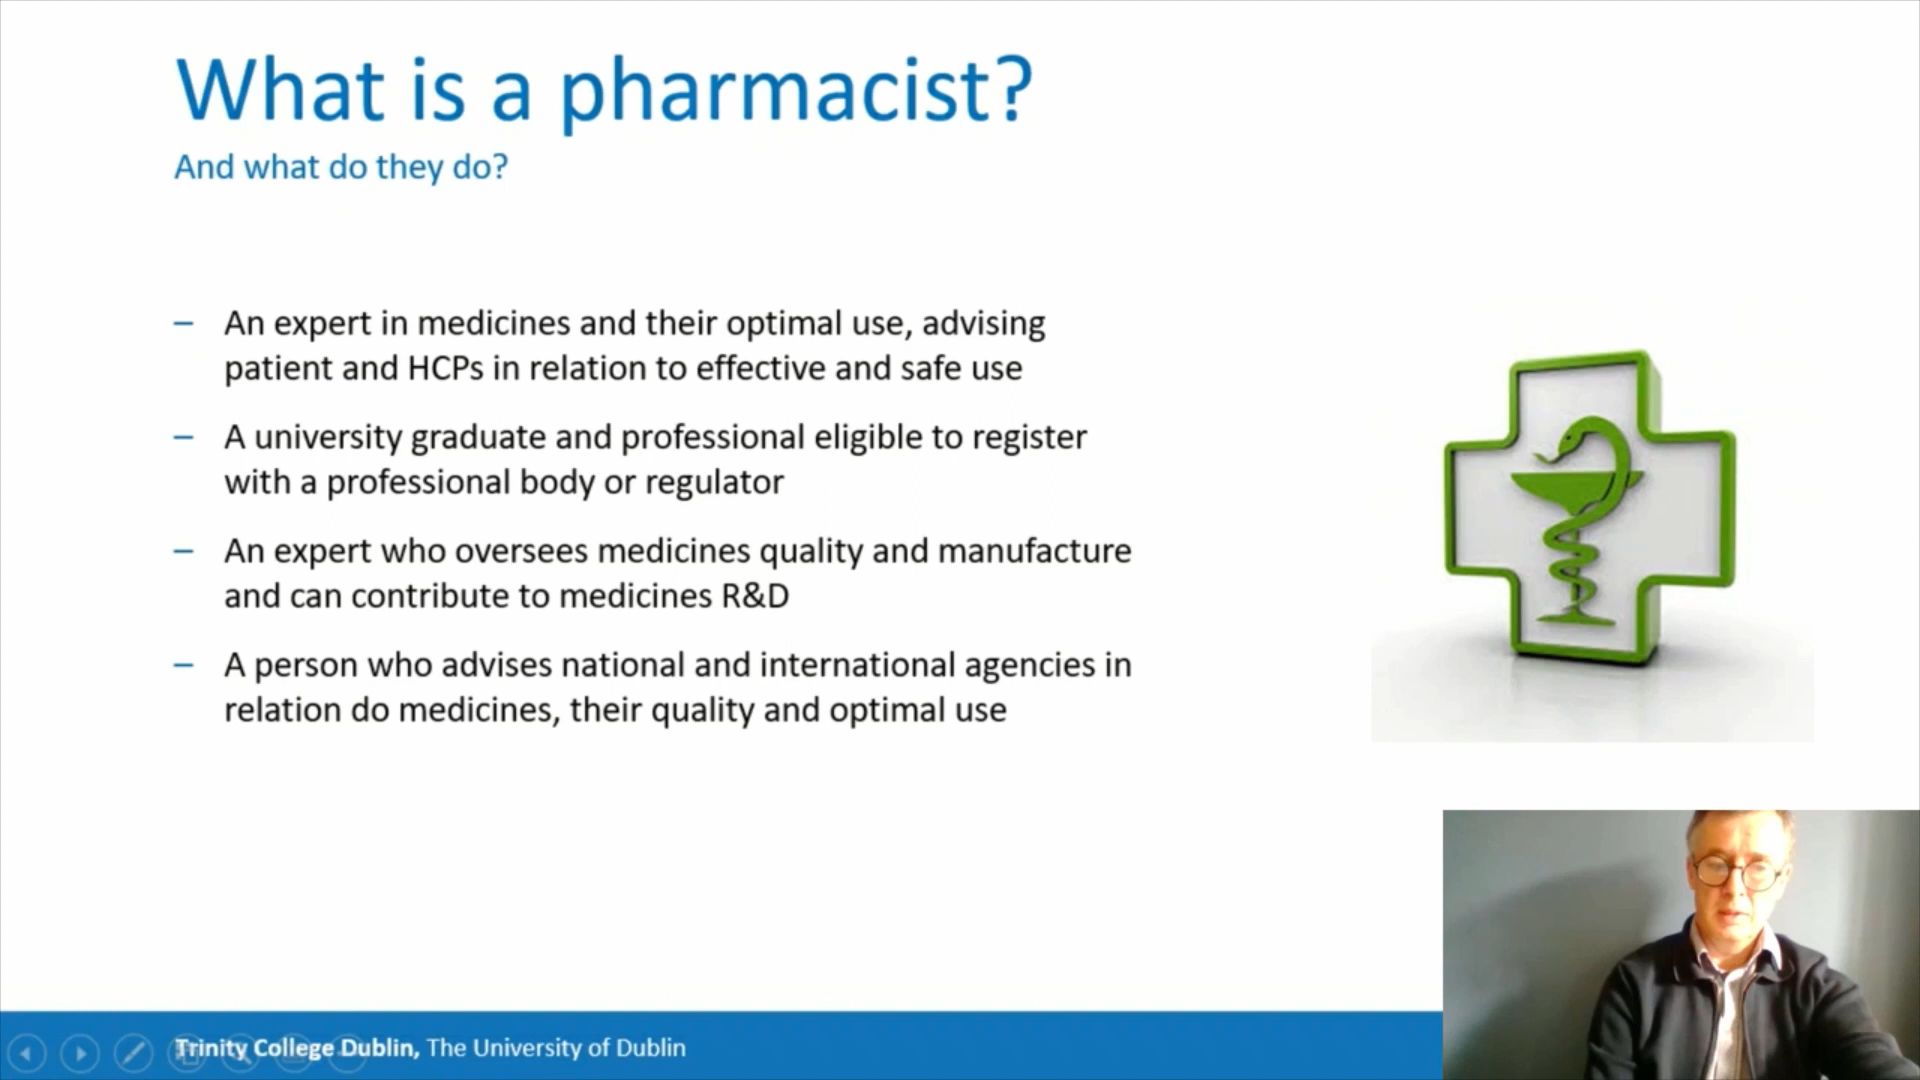 What is a pharmacist?
And what do they do?
– An expert in medicines and their optimal use, advising
patient and HCPs in relation to effective and safe use
– A university graduate and professional eligible to register
with a professional body or regulator
– An expert who oversees medicines quality and manufacture
and can contribute to medicines R&D
– A person who advises national and international agencies in
relation do medicines, their quality and optimal use
Trinity College Dublin, The University of Dublin